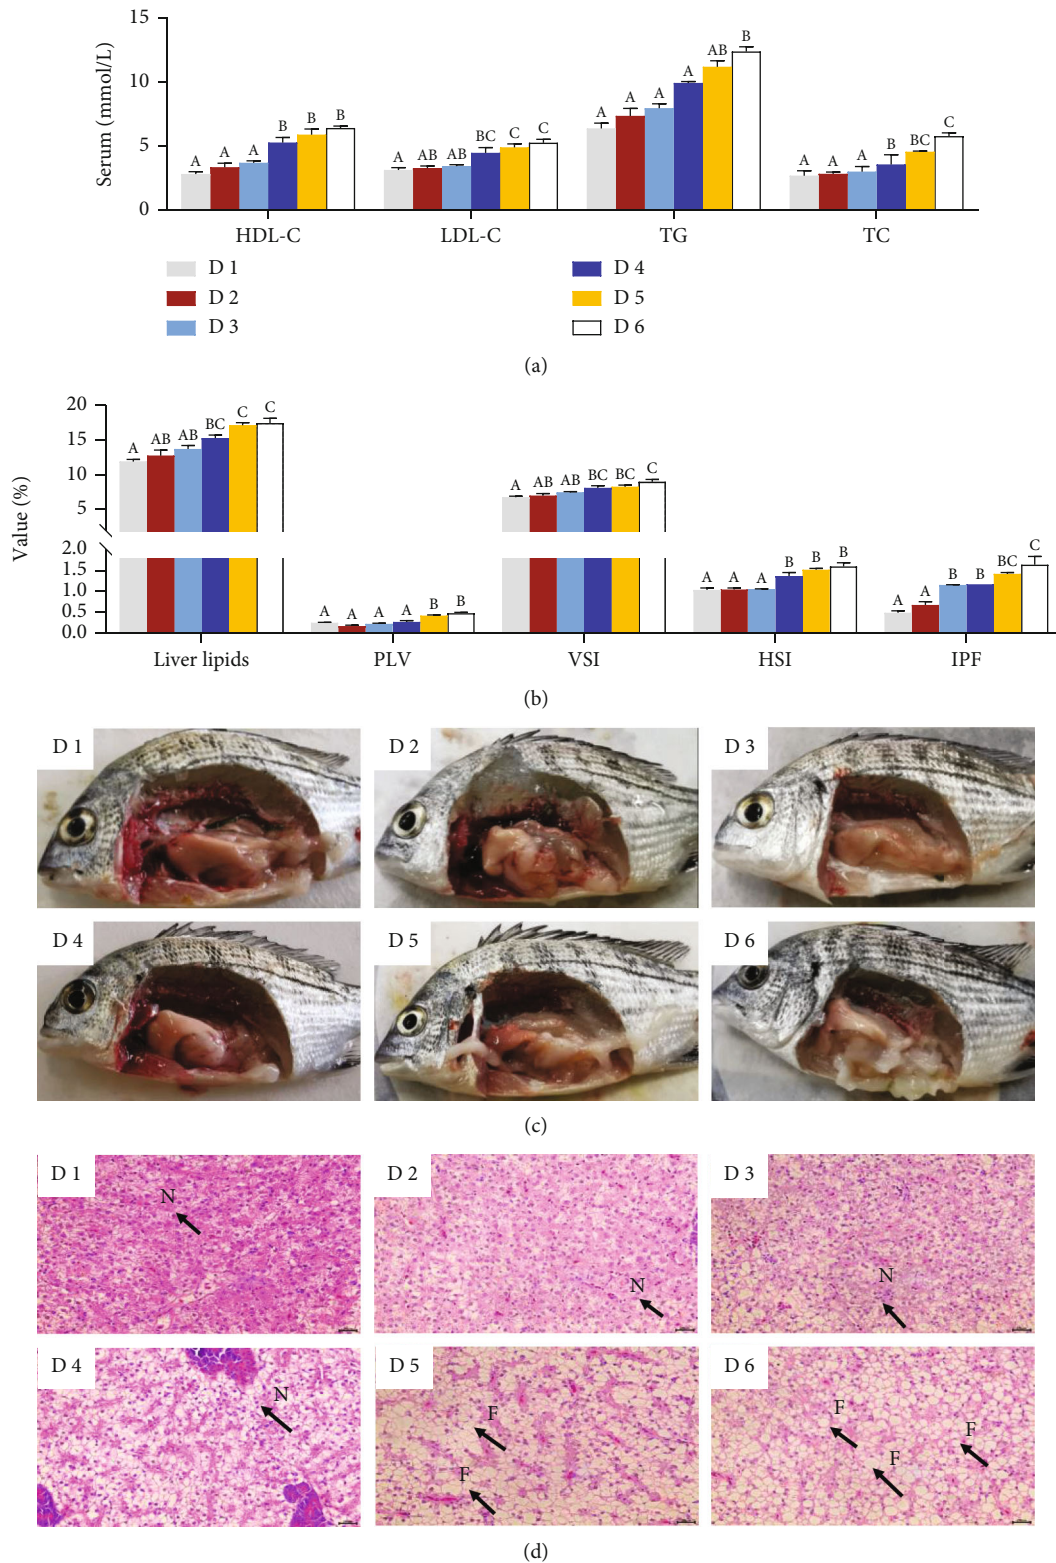 15
10
5
0
Serum (mmol/L)
A A A B B B
A AB AB BC C C
A A A A AB B
A A A B BC C
HDL-C LDL-C TG TC
D 1 D 4
D 2 D 5
D 3 D 6
(a)
20
15
10
5
2.0
1.5
1.0
0.5
0.0
Value (%)
A AB AB BC C C
A A A A B B
A AB AB BC BC C
A A A B B B
A A B B BC C
Liver lipids PLV VSI HSI IPF
(b)
D 1 D 2 D 3
D 4 D 5 D 6
(c)
D 1 D 2 D 3
N
N
N
D 4 D 5 D 6
N
F
F
F
F
F
(d)